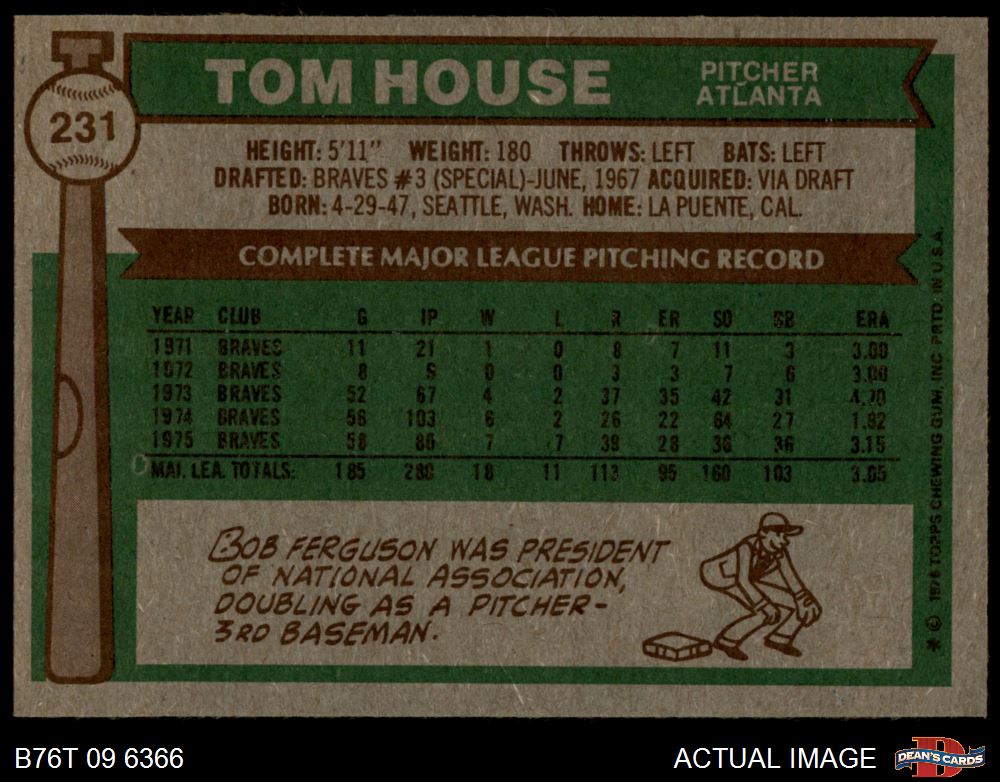 231
TOM HOUSE
PITCHER
ATLANTA
HEIGHT: 5'11" WEIGHT: 180 THROWS: LEFT BATS: LEFT
DRAFTED: BRAVES #3 (SPECIAL)-JUNE, 1967 ACQUIRED: VIA DRAFT
BORN: 4-29-47, SEATTLE, WASH. HOME: LA PUENTE, CAL.
COMPLETE MAJOR LEAGUE PITCHING RECORD
YEAR CLUB G IP W L R ER SO BB ERA
1971 BRAVES 11 21 1 0 8 7 11 3 3.00
1972 BRAVES 8 9 0 0 3 3 7 6 3.00
1973 BRAVES 52 67 4 2 37 35 42 31 4.70
1974 BRAVES 56 103 6 2 26 22 64 27 1.92
1975 BRAVES 58 80 7 7 39 28 36 36 3.15
MAJ. LEA. TOTALS: 185 280 18 11 113 95 160 103 3.05
BOB FERGUSON WAS PRESIDENT
OF NATIONAL ASSOCIATION,
DOUBLING AS A PITCHER-
3RD BASEMAN.
* © 1976 TOPPS CHEWING GUM, INC. PRTD. IN U.S.A.
B76T 09 6366
ACTUAL IMAGE
D
DEAN'S CARDS